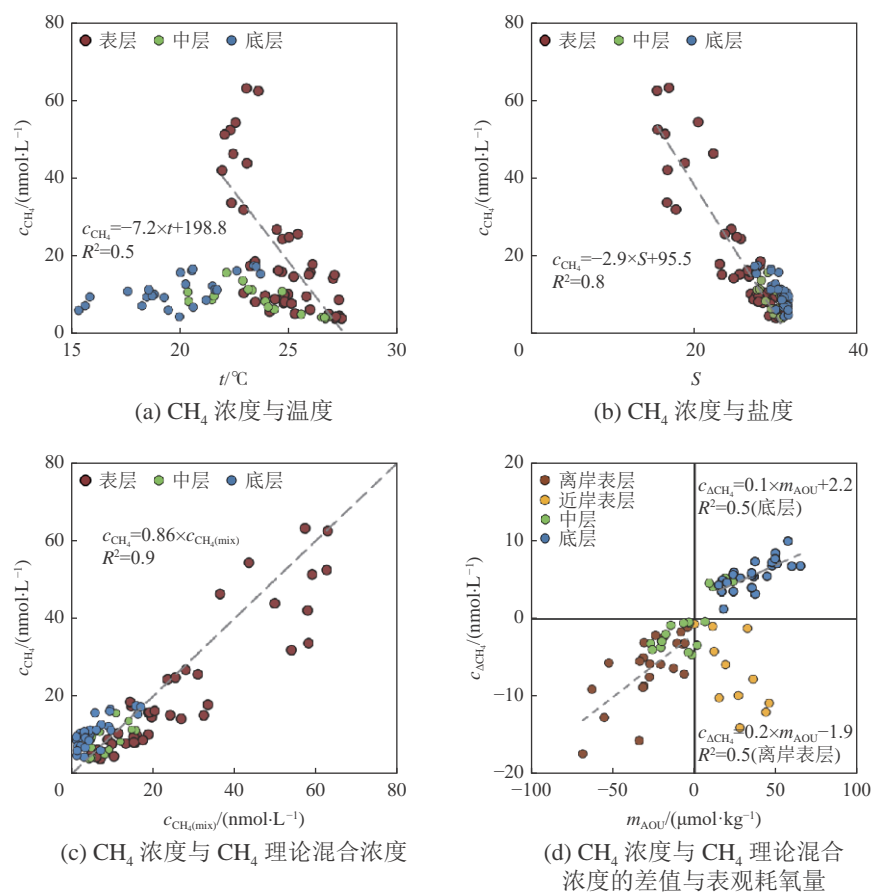 80
60
40
20
0
c_CH₄/(nmol·L⁻¹)
表层 中层 底层
c_CH₄=−7.2×t+198.8
R²=0.5
15 20 25 30
t/℃
(a) CH₄ 浓度与温度
80
60
40
20
0
c_CH₄/(nmol·L⁻¹)
表层 中层 底层
c_CH₄=−2.9×S+95.5
R²=0.8
0 20 40
S
(b) CH₄ 浓度与盐度
80
60
40
20
0
c_CH₄/(nmol·L⁻¹)
表层 中层 底层
c_CH₄=0.86×c_CH₄(mix)
R²=0.9
0 20 40 60 80
c_CH₄(mix)/(nmol·L⁻¹)
(c) CH₄ 浓度与 CH₄ 理论混合浓度
20
10
0
−10
−20
c_ΔCH₄/(nmol·L⁻¹)
离岸表层
近岸表层
中层
底层
c_ΔCH₄=0.1×m_AOU+2.2
R²=0.5(底层)
c_ΔCH₄=0.2×m_AOU−1.9
R²=0.5(离岸表层)
−100 −50 0 50 100
m_AOU/(μmol·kg⁻¹)
(d) CH₄ 浓度与 CH₄ 理论混合
浓度的差值与表观耗氧量